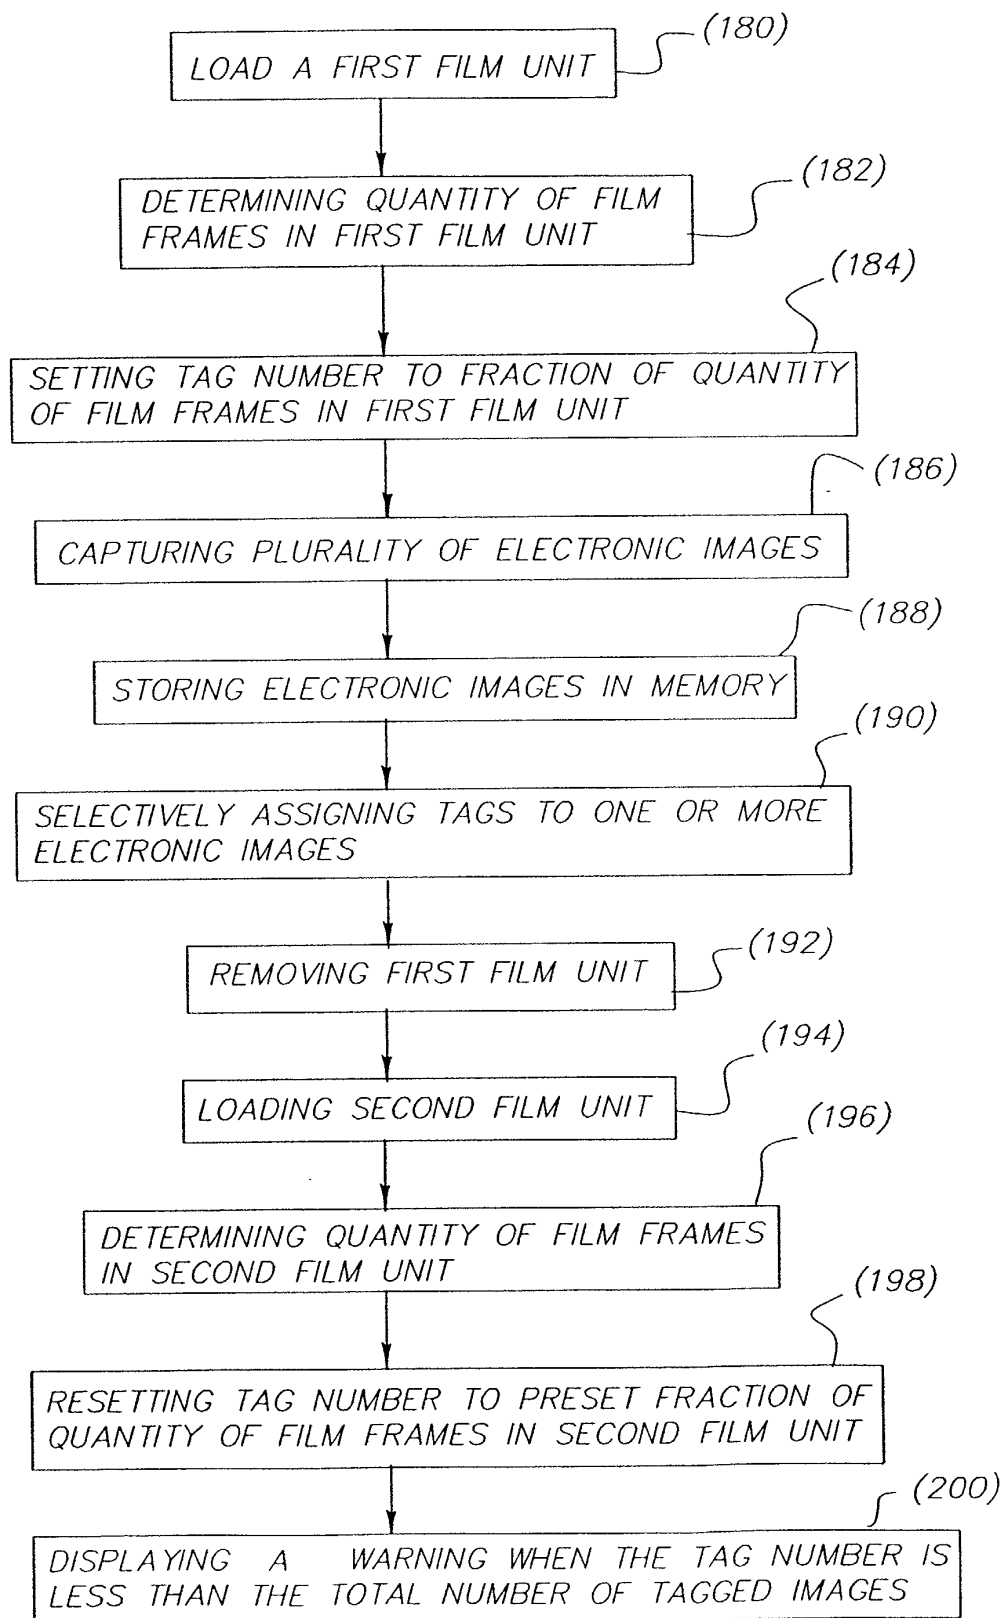 (180)
LOAD A FIRST FILM UNIT
(182)
DETERMINING QUANTITY OF FILM
FRAMES IN FIRST FILM UNIT
(184)
SETTING TAG NUMBER TO FRACTION OF QUANTITY
OF FILM FRAMES IN FIRST FILM UNIT
(186)
CAPTURING PLURALITY OF ELECTRONIC IMAGES
(188)
STORING ELECTRONIC IMAGES IN MEMORY
(190)
SELECTIVELY ASSIGNING TAGS TO ONE OR MORE
ELECTRONIC IMAGES
(192)
REMOVING FIRST FILM UNIT
(194)
LOADING SECOND FILM UNIT
(196)
DETERMINING QUANTITY OF FILM FRAMES
IN SECOND FILM UNIT
(198)
RESETTING TAG NUMBER TO PRESET FRACTION OF
QUANTITY OF FILM FRAMES IN SECOND FILM UNIT
(200)
DISPLAYING A WARNING WHEN THE TAG NUMBER IS
LESS THAN THE TOTAL NUMBER OF TAGGED IMAGES